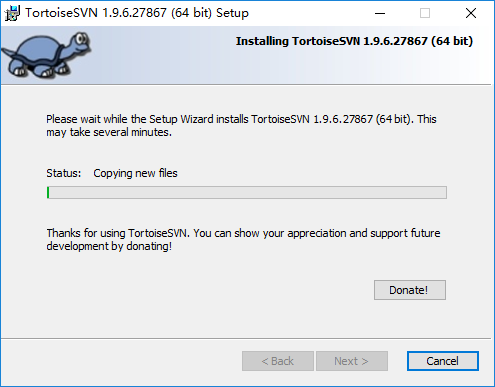 TortoiseSVN 1.9.6.27867 (64 bit) Setup
Installing TortoiseSVN 1.9.6.27867 (64 bit)
Please wait while the Setup Wizard installs TortoiseSVN 1.9.6.27867 (64 bit). This
may take several minutes.
Status: Copying new files
Thanks for using TortoiseSVN. You can show your appreciation and support future
development by donating!
Donate!
< Back Next > Cancel